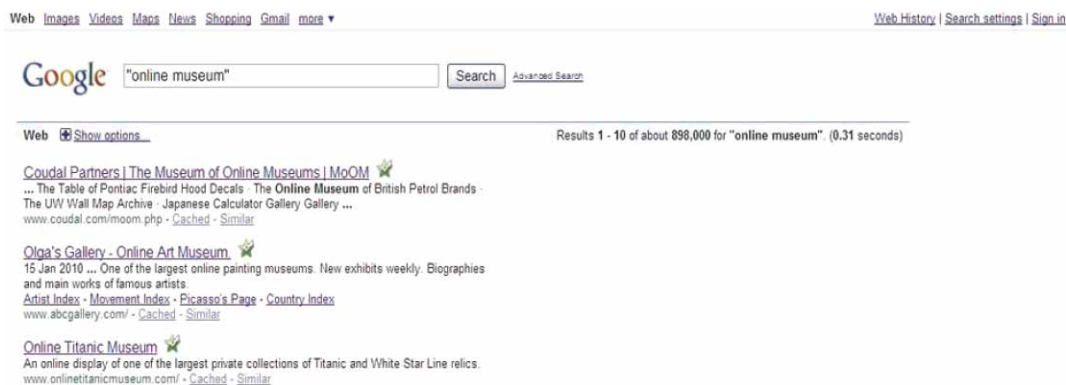 Web Images Videos Maps News Shopping Gmail more ▼ Web History | Search settings | Sign in
Google "online museum" Search Advanced Search
Web Show options... Results 1 - 10 of about 898,000 for "online museum". (0.31 seconds)
Coudal Partners | The Museum of Online Museums | MoOM
... The Table of Pontiac Firebird Hood Decals · The Online Museum of British Petrol Brands ·
The UW Wall Map Archive · Japanese Calculator Gallery Gallery ...
www.coudal.com/moom.php - Cached - Similar
Olga's Gallery - Online Art Museum.
15 Jan 2010 ... One of the largest online painting museums. New exhibits weekly. Biographies
and main works of famous artists.
Artist Index - Movement Index - Picasso's Page - Country Index
www.abcgallery.com/ - Cached - Similar
Online Titanic Museum
An online display of one of the largest private collections of Titanic and White Star Line relics.
www.onlinetitanicmuseum.com/ - Cached - Similar